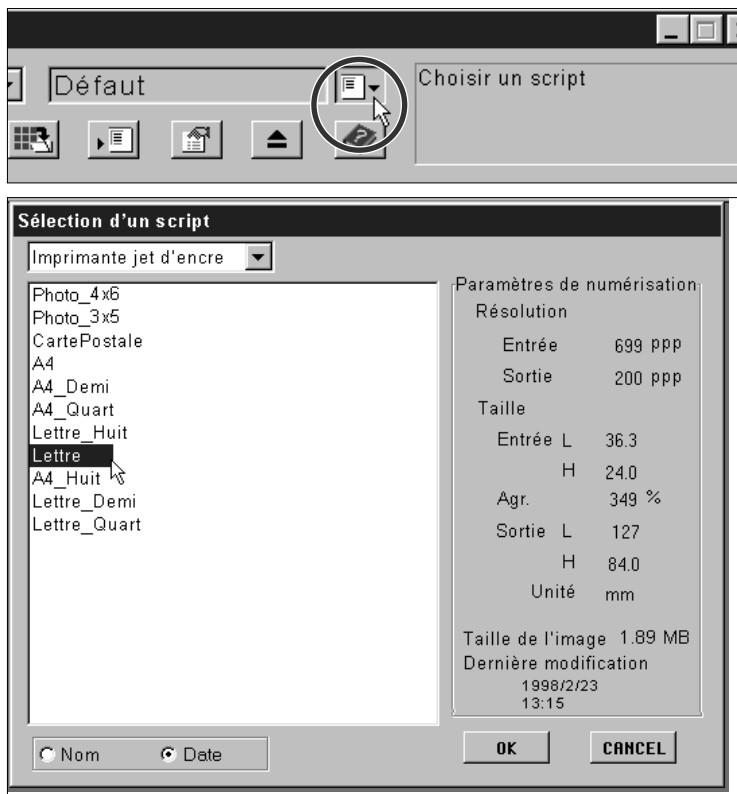 Défaut
Choisir un script
Sélection d'un script
Imprimante jet d'encre
Photo_4x6
Photo_3x5
CartePostale
A4
A4_Demi
A4_Quart
Lettre_Huit
Lettre
A4_Huit
Lettre_Demi
Lettre_Quart
Nom Date
Paramètres de numérisation
Résolution
Entrée 699 ppp
Sortie 200 ppp
Taille
Entrée L 36.3
H 24.0
Agr. 349 %
Sortie L 127
H 84.0
Unité mm
Taille de l'image 1.89 MB
Dernière modification
1998/2/23
13:15
OK CANCEL